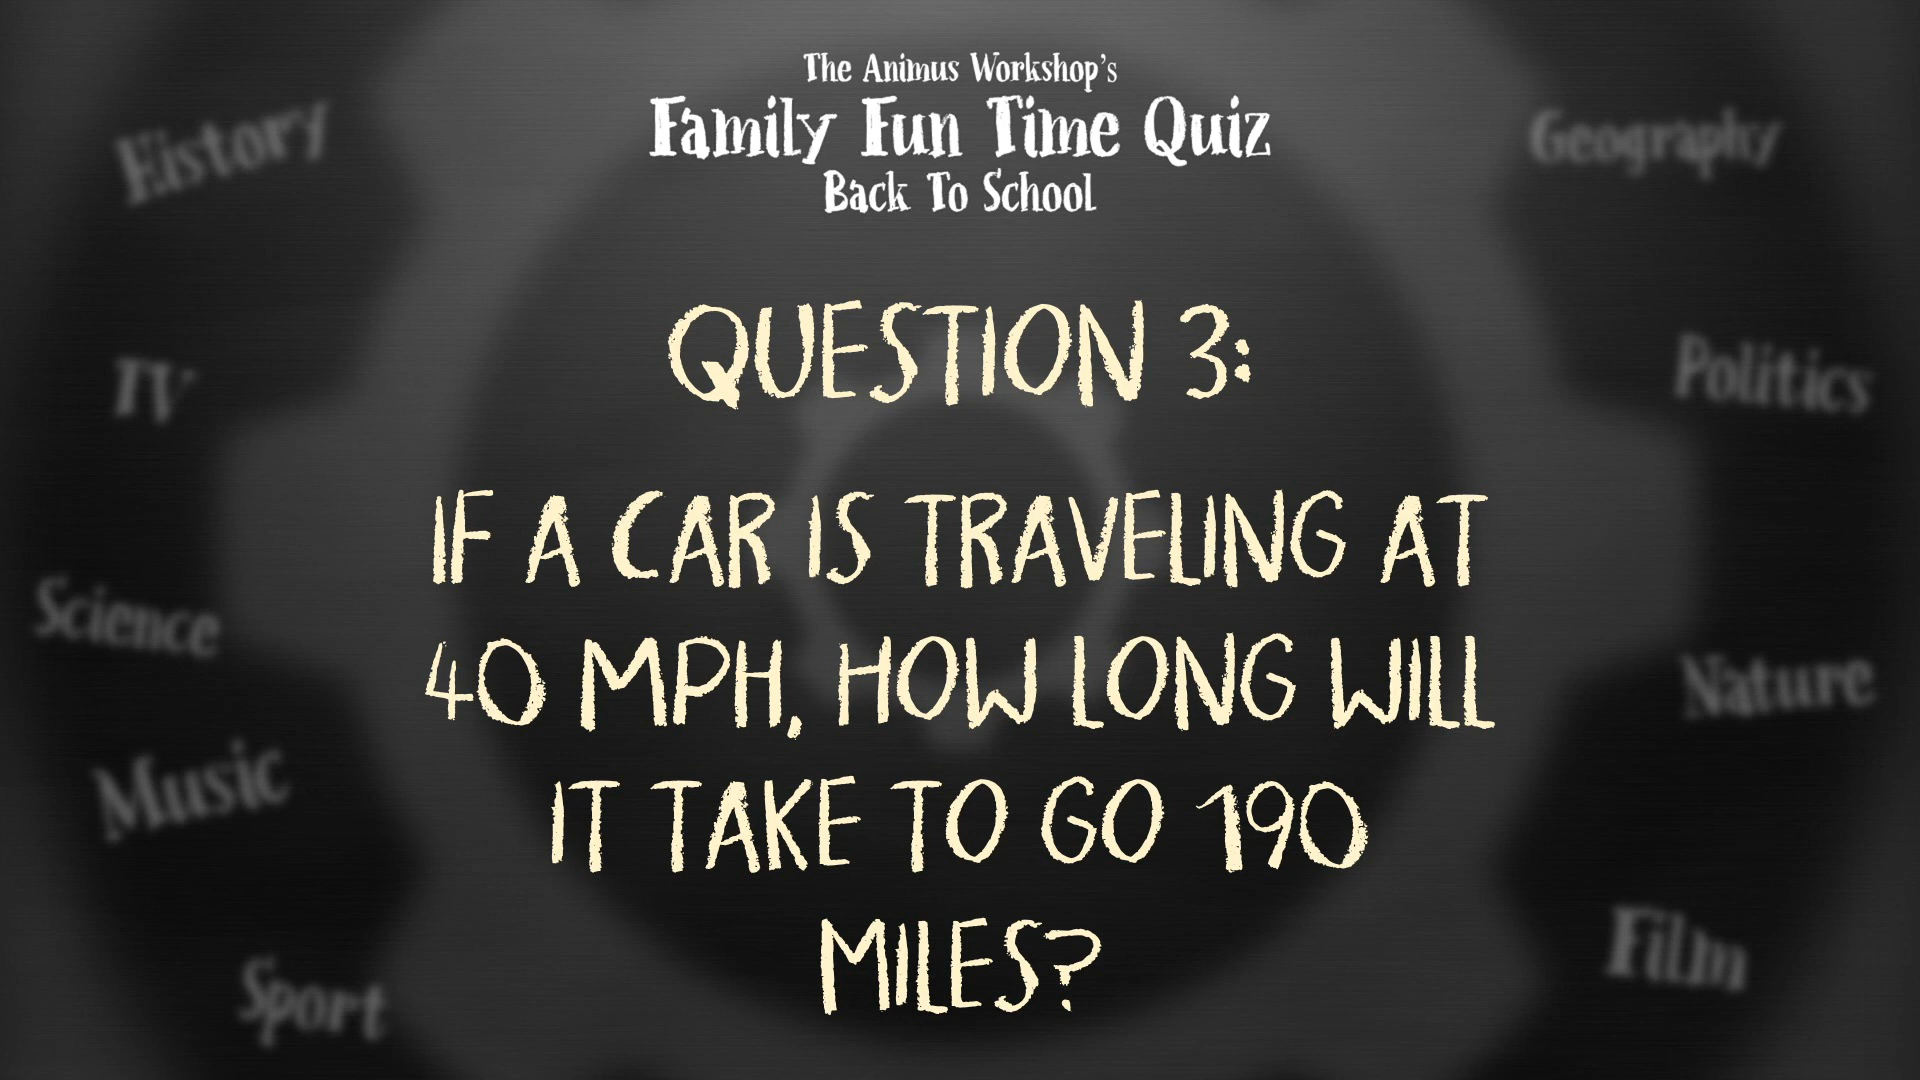 The Animus Workshop's
Family Fun Time Quiz
Back To School
History
Geography
QUESTION 3:
TV
Politics
IF A CAR IS TRAVELING AT
40 MPH, HOW LONG WILL
IT TAKE TO GO 190
MILES?
Science
Nature
Music
Film
Sport